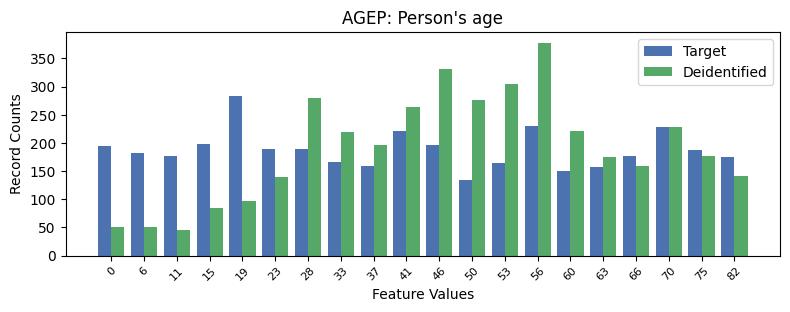 AGEP: Person's age
Target
Deidentified
Record Counts
350
300
250
200
150
100
50
0
0 6 11 15 19 23 28 33 37 41 46 50 53 56 60 63 66 70 75 82
Feature Values